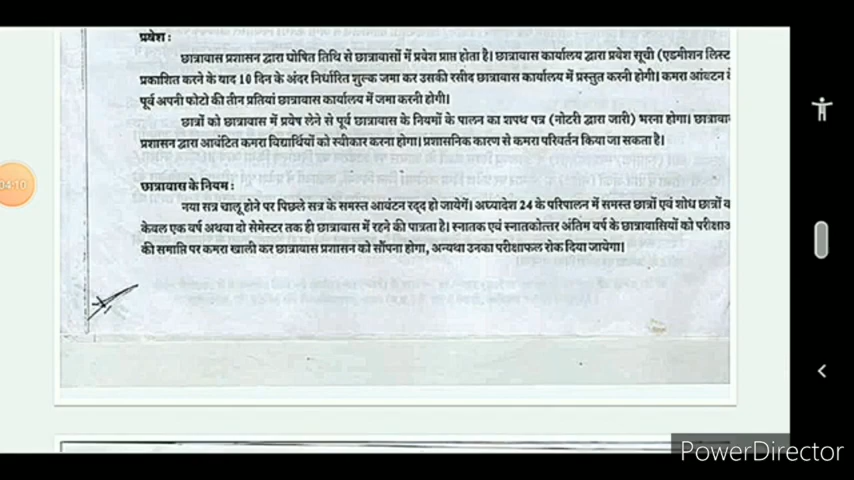 प्रवेश :
छात्रावास प्रशासन द्वारा घोषित तिथि से छात्रावासों में प्रवेश प्राप्त होता है। छात्रावास कार्यालय द्वारा प्रवेश सूची (एडमीशन लिस्ट
प्रकाशित करने के बाद 10 दिन के अंदर निर्धारित शुल्क जमा कर उसकी रसीद छात्रावास कार्यालय में प्रस्तुत करनी होगी। कमरा आंवटन
पूर्व अपनी फोटो की तीन प्रतियां छात्रावास कार्यालय में जमा करनी होगी।
छात्रों को छात्रावास में प्रवेष लेने से पूर्व छात्रावास के नियमों के पालन का शपथ पत्र (नोटरी द्वारा जारी) भरना होगा। छात्रावा
प्रशासन द्वारा आवंटित कमरा विद्यार्थियों को स्वीकार करना होगा। प्रशासनिक कारण से कमरा परिवर्तन किया जा सकता है।
छात्रावास के नियम :
नया सत्र चालू होने पर पिछले सत्र के समस्त आवंटन रद्द हो जायेगें। अध्यादेश 24 के परिपालन में समस्त छात्रों एवं शोध छात्रों
केवल एक वर्ष अथवा दो सेमेस्टर तक ही छात्रावास में रहने की पात्रता है। स्नातक एवं स्नातकोत्तर अंतिम वर्ष के छात्रावासियों को
की समाप्ति पर कमरा खाली कर छात्रावास प्रशासन को सौंपना होगा, अन्यथा उनका परीक्षाफल रोक दिया जायेगा।
04:10
PowerDirector